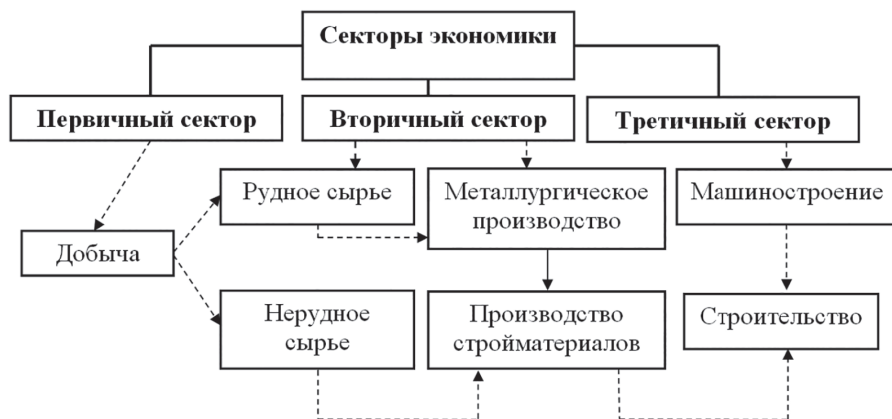 Секторы экономики
Первичный сектор
Вторичный сектор
Третичный сектор
Рудное сырье
Металлургическое
производство
Машиностроение
Добыча
Нерудное
сырье
Производство
стройматериалов
Строительство